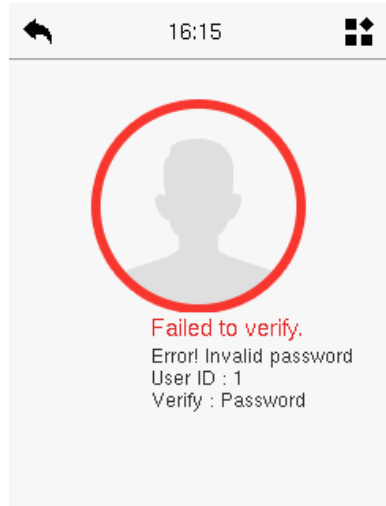 16:15
Failed to verify.
Error! Invalid password
User ID : 1
Verify : Password